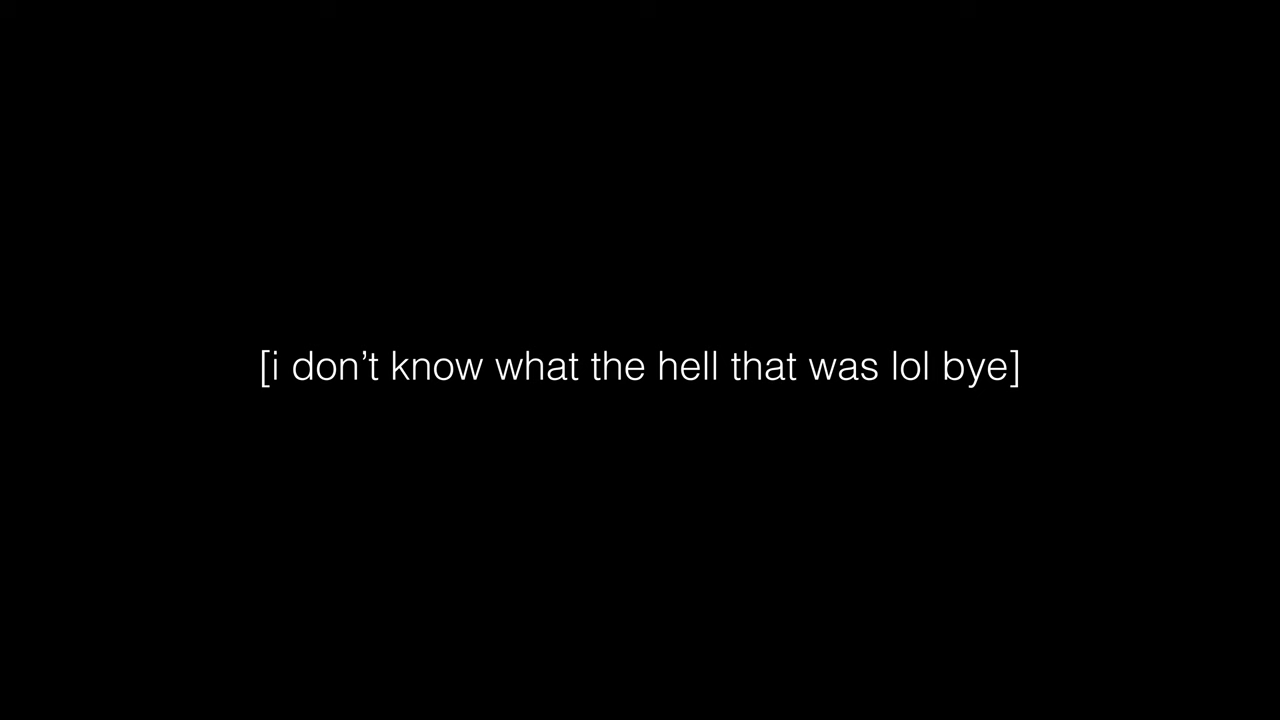 [i don’t know what the hell that was lol bye]